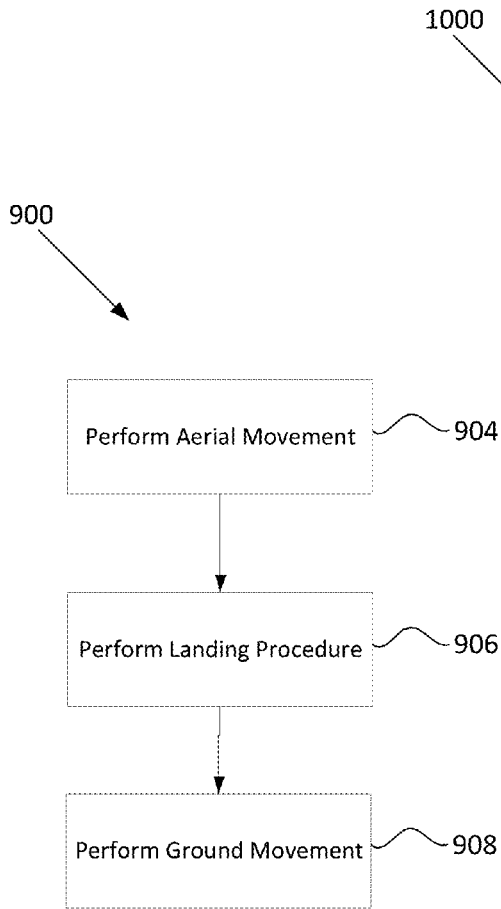 1000
900
Perform Aerial Movement
904
Perform Landing Procedure
906
Perform Ground Movement
908